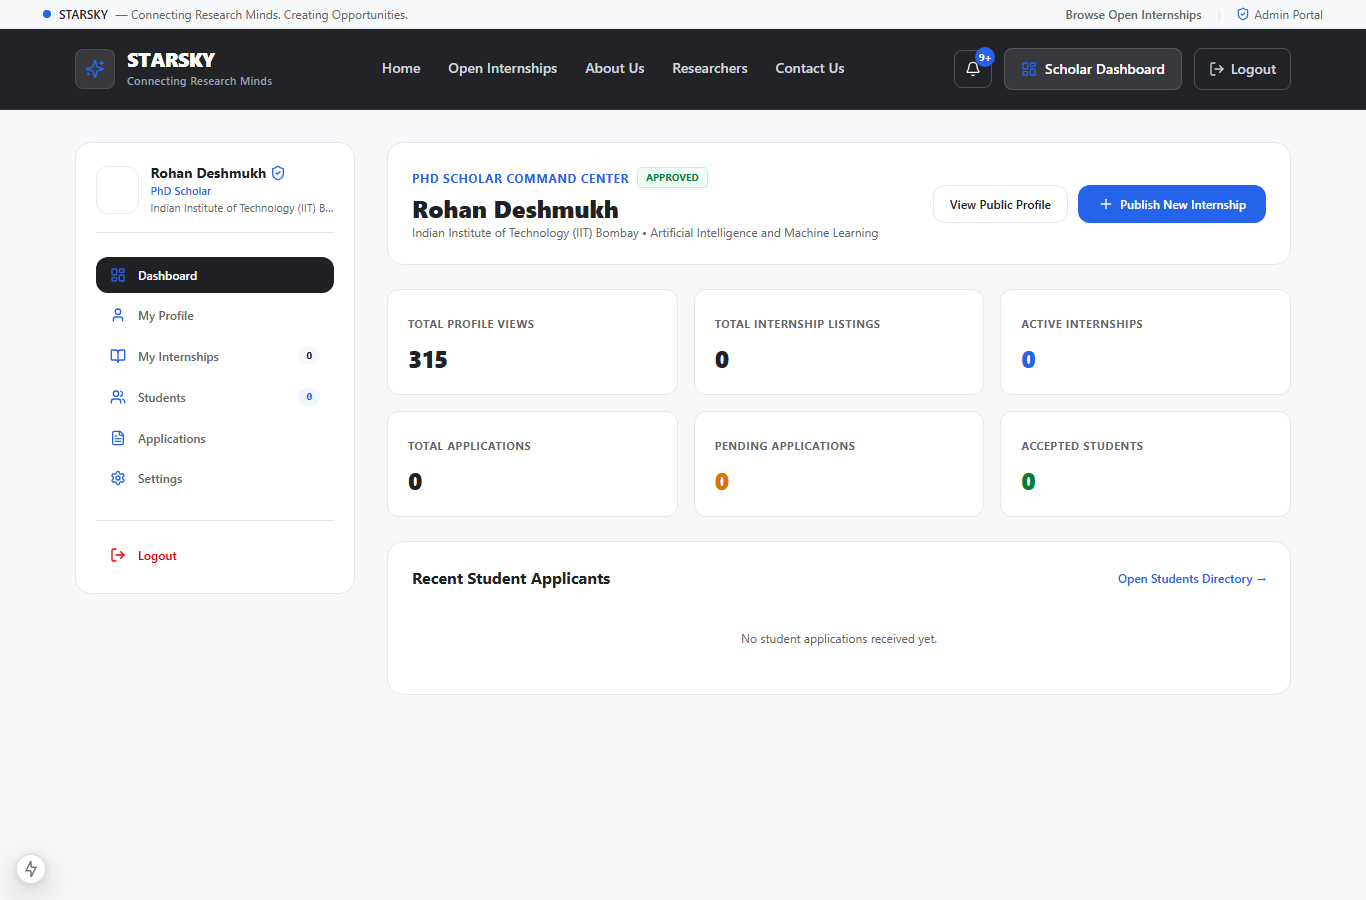 STARSKY — Connecting Research Minds. Creating Opportunities.
Browse Open Internships | Admin Portal
STARSKY
Connecting Research Minds
Home
Open Internships
About Us
Researchers
Contact Us
9+
Scholar Dashboard
Logout
Rohan Deshmukh
PhD Scholar
Indian Institute of Technology (IIT) B...
Dashboard
My Profile
My Internships 0
Students 0
Applications
Settings
Logout
PHD SCHOLAR COMMAND CENTER APPROVED
Rohan Deshmukh
Indian Institute of Technology (IIT) Bombay • Artificial Intelligence and Machine Learning
View Public Profile
+ Publish New Internship
TOTAL PROFILE VIEWS
315
TOTAL INTERNSHIP LISTINGS
0
ACTIVE INTERNSHIPS
0
TOTAL APPLICATIONS
0
PENDING APPLICATIONS
0
ACCEPTED STUDENTS
0
Recent Student Applicants
Open Students Directory →
No student applications received yet.